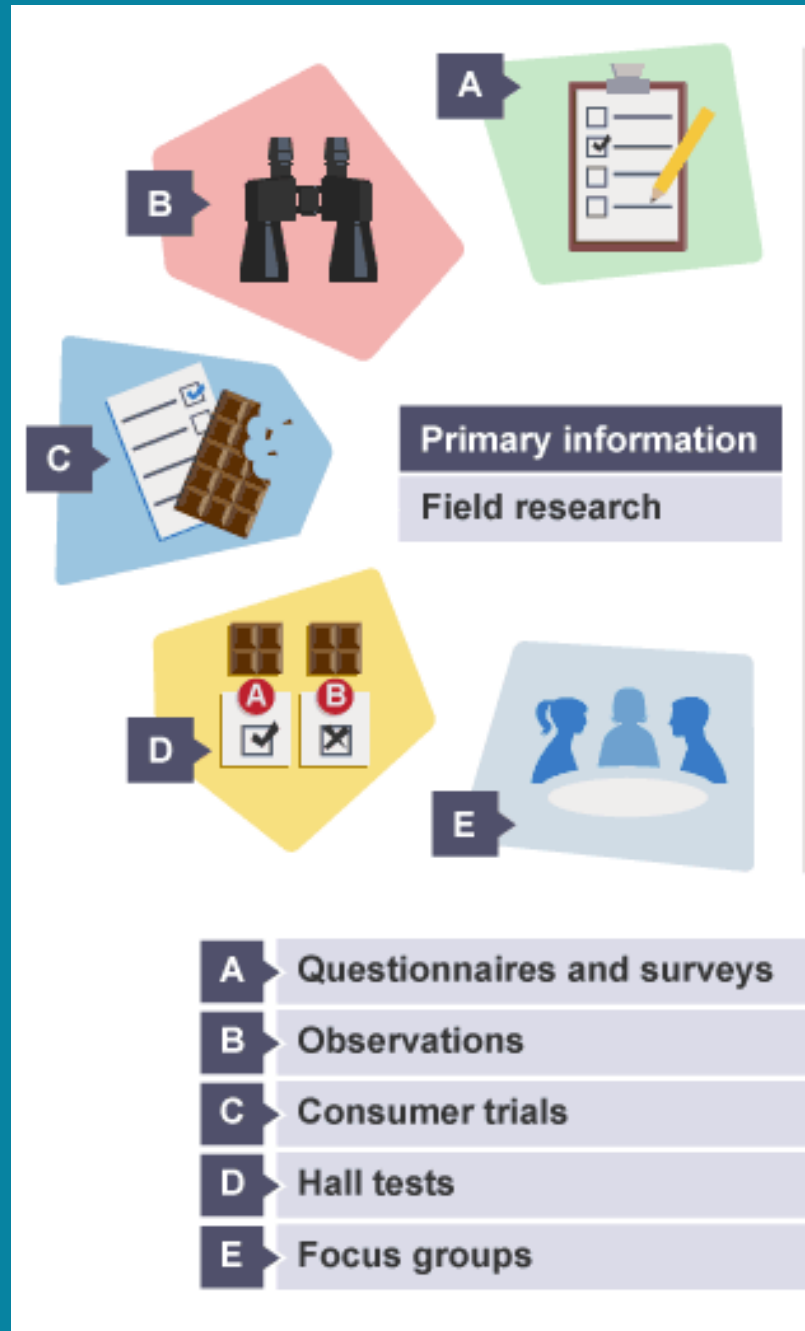 A
B
C
Primary information
Field research
A B
D
E
A Questionnaires and surveys
B Observations
C Consumer trials
D Hall tests
E Focus groups